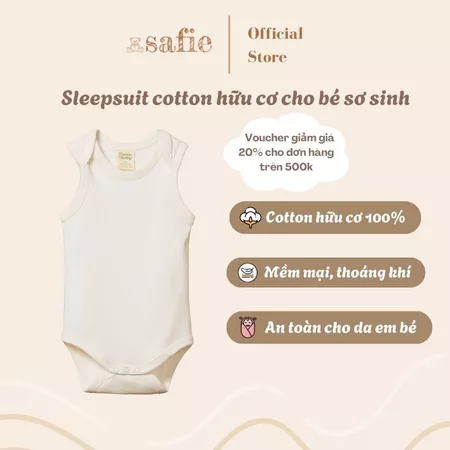 safie
Official
Store
Sleepsuit cotton hữu cơ cho bé sơ sinh
Voucher giảm giá
20% cho đơn hàng
trên 500k
Cotton hữu cơ 100%
Mềm mại, thoáng khí
An toàn cho da em bé